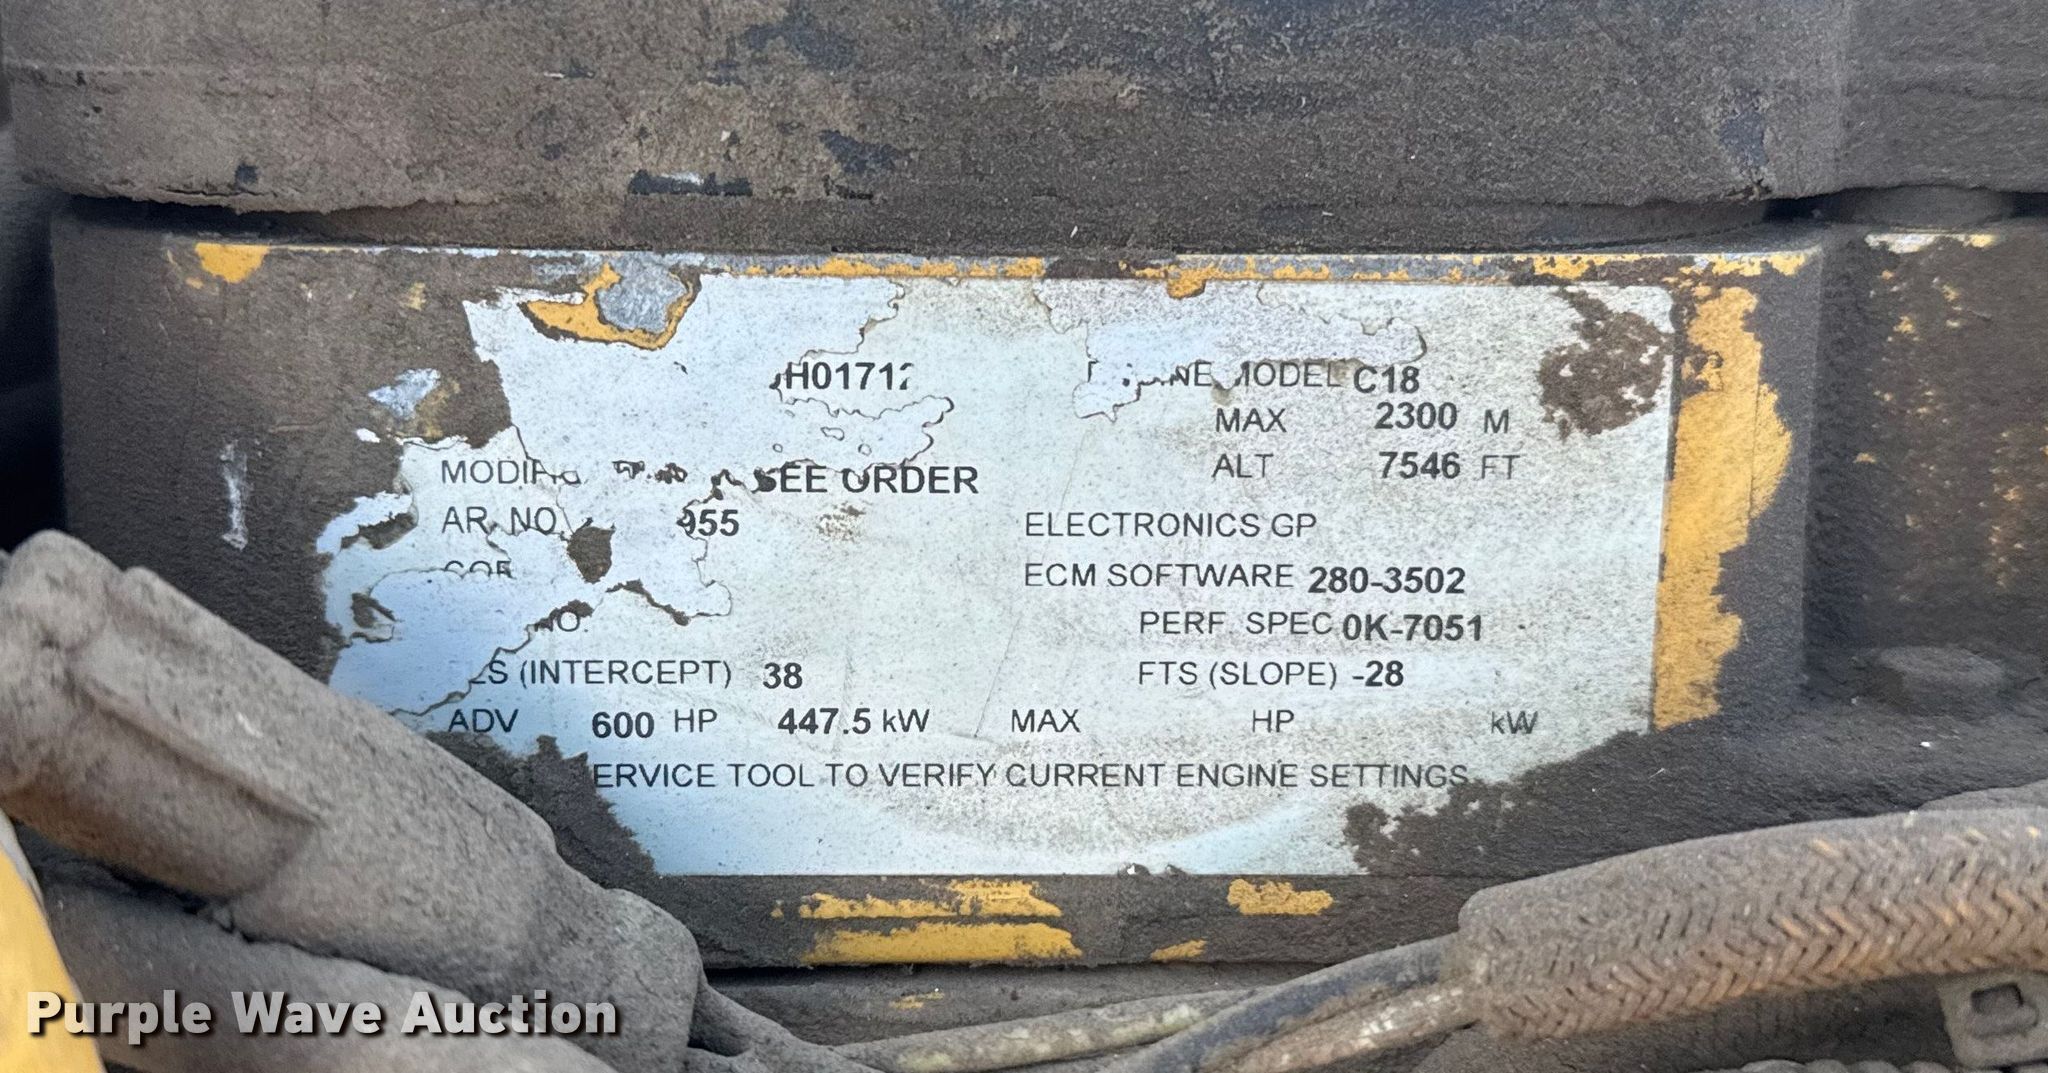 H01712 MODEL C18
MAX 2300 M
ALT 7546 FT
SEE ORDER
AR. NO. 955 ELECTRONICS GP
ECM SOFTWARE 280-3502
NO. PERF. SPEC 0K-7051
LS (INTERCEPT) 38 FTS (SLOPE) -28
ADV 600 HP 447.5 kW MAX HP kW
ERVICE TOOL TO VERIFY CURRENT ENGINE SETTINGS
Purple Wave Auction